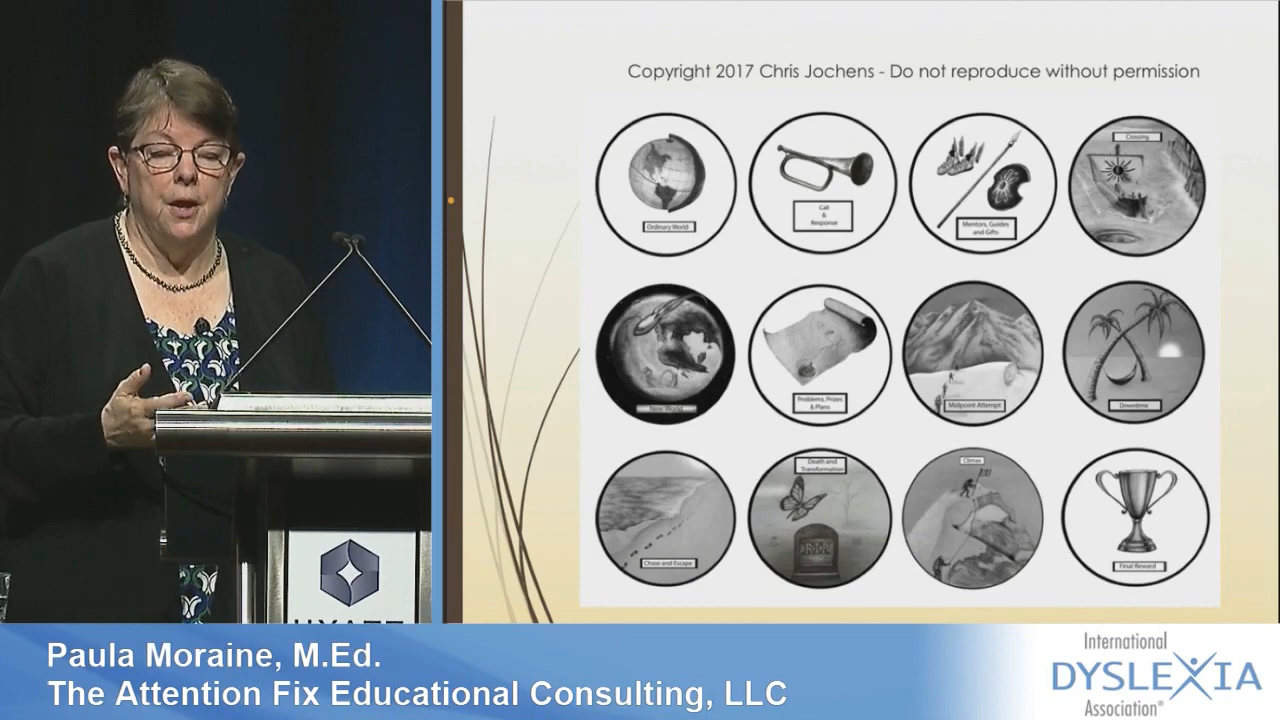 Copyright 2017 Chris Jochens - Do not reproduce without permission
Ordinary World
Call
&
Response
Mentors, Guides
and Gifts
Crossing
New World
Problems, Prizes
& Plans
Midpoint Attempt
Downtime
Chase and Escape
Death and
Transformation
Climax
Final Reward
HYATT
Paula Moraine, M.Ed.
The Attention Fix Educational Consulting, LLC
International
DYSLEXIA
Association®